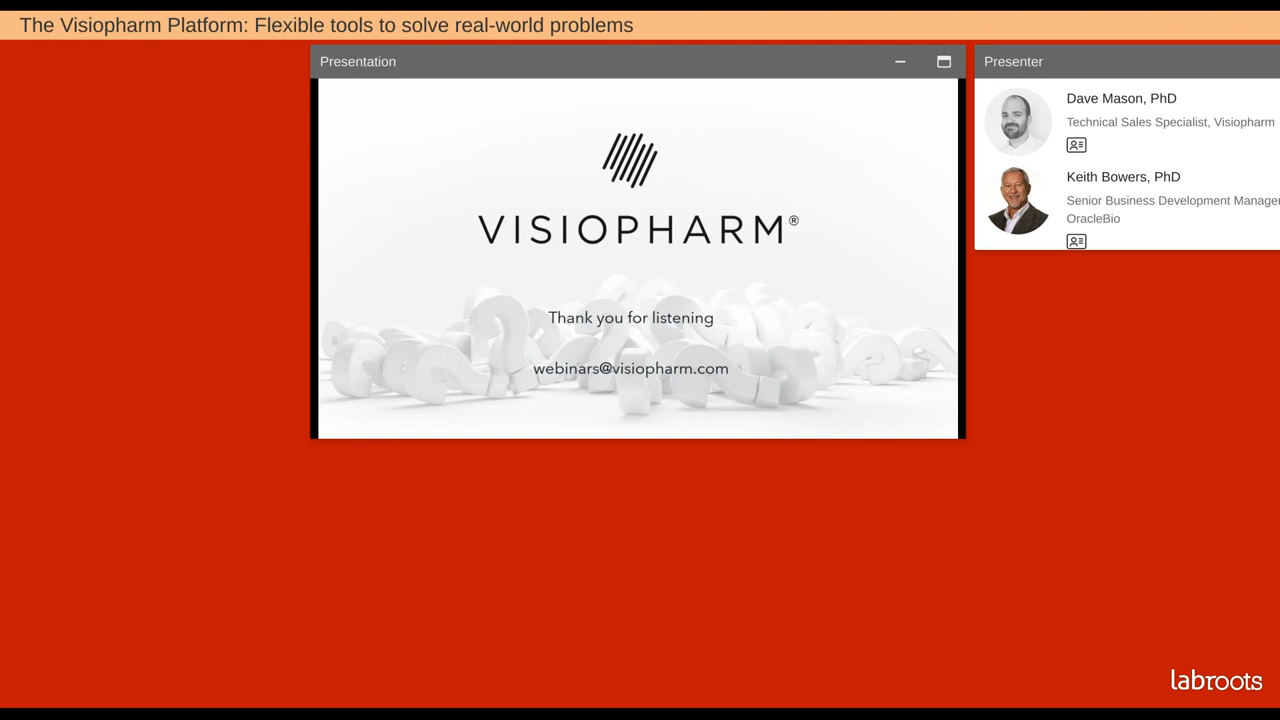 The Visiopharm Platform: Flexible tools to solve real-world problems
Presentation
VISIOPHARM®
Thank you for listening
webinars@visiopharm.com
Presenter
Dave Mason, PhD
Technical Sales Specialist, Visiopharm
Keith Bowers, PhD
Senior Business Development Manager
OracleBio
labroots